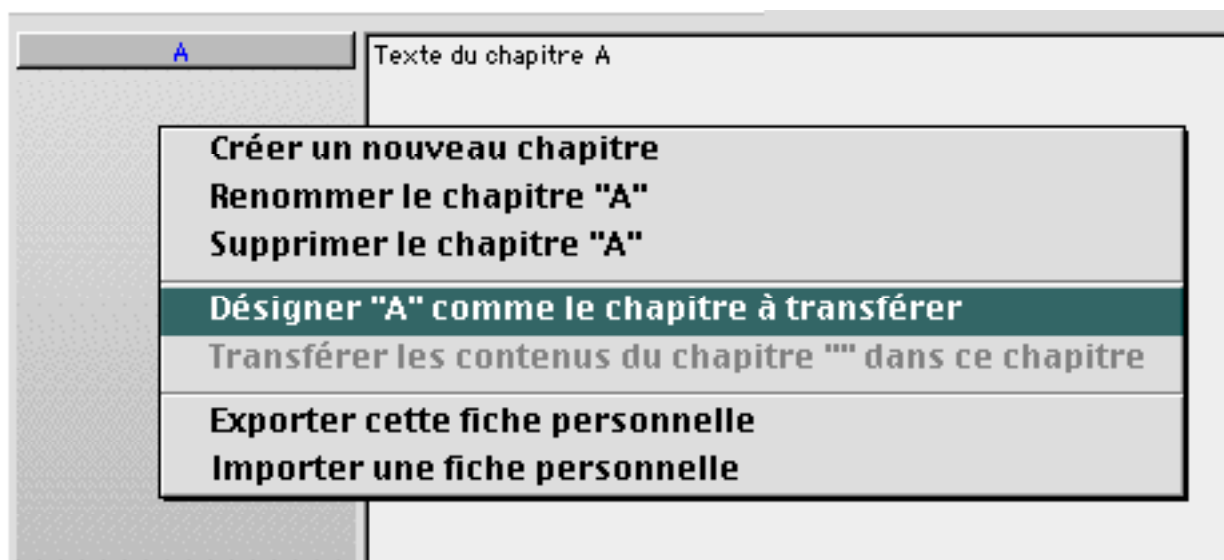 A
Texte du chapitre A
Créer un nouveau chapitre
Renommer le chapitre "A"
Supprimer le chapitre "A"
Désigner "A" comme le chapitre à transférer
Transférer les contenus du chapitre "" dans ce chapitre
Exporter cette fiche personnelle
Importer une fiche personnelle